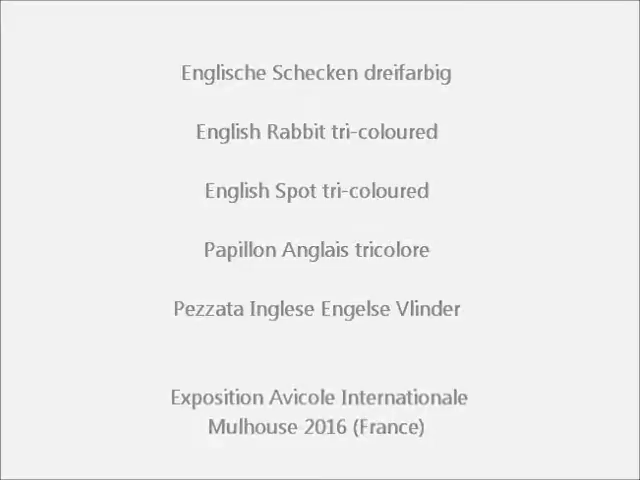 Englische Schecken dreifarbig
English Rabbit tri-coloured
English Spot tri-coloured
Papillon Anglais tricolore
Pezzata Inglese Engelse Vlinder
Exposition Avicole Internationale
Mulhouse 2016 (France)